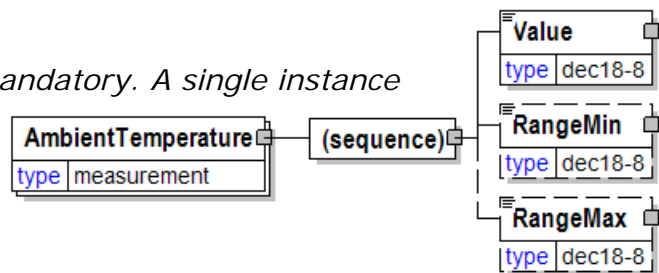 andatory. A single instance
AmbientTemperature
type measurement
(sequence)
Value
type dec18-8
RangeMin
type dec18-8
RangeMax
type dec18-8